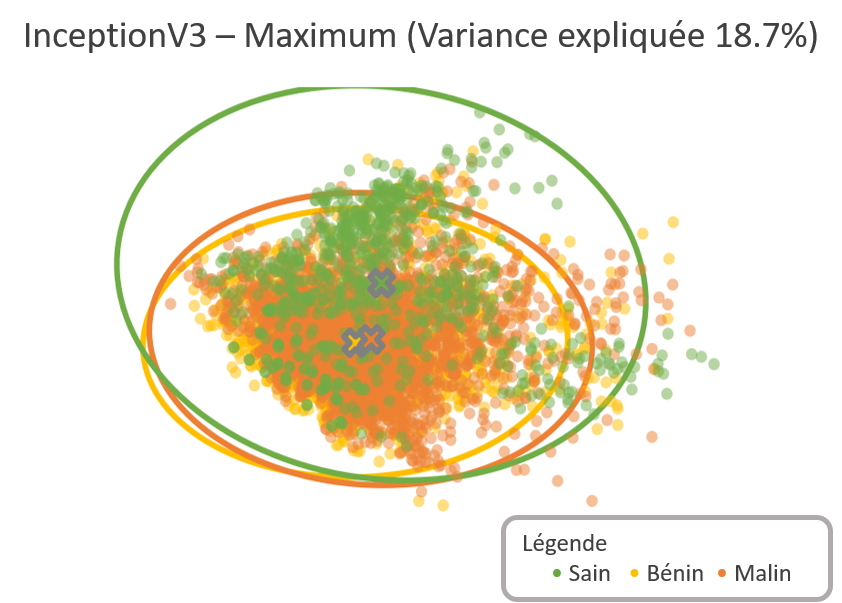 InceptionV3 – Maximum (Variance expliquée 18.7%)
Légende
Sain Bénin Malin